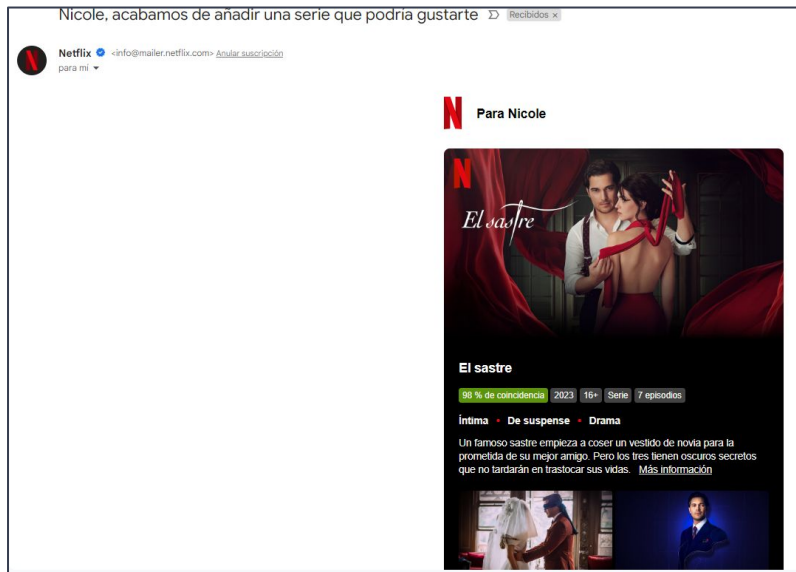 Nicole, acabamos de añadir una serie que podría gustarte Recibidos x
Netflix <info@mailer.netflix.com> Anular suscripción
para mí
N Para Nicole
N
El sastre
El sastre
98 % de coincidencia 2023 16+ Serie 7 episodios
Íntima • De suspense • Drama
Un famoso sastre empieza a coser un vestido de novia para la
prometida de su mejor amigo. Pero los tres tienen oscuros secretos
que no tardarán en trastocar sus vidas. Más información